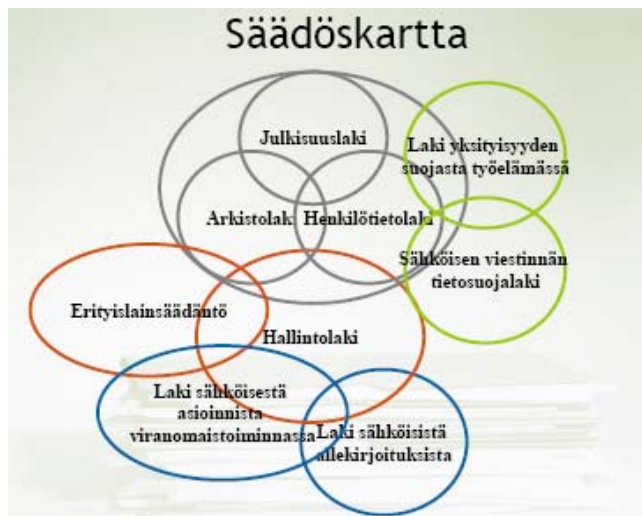 Säädöskartta
Julkisuuslaki
Laki yksityisyyden
suojasta työelämässä
Arkistolak
Henkilötietolaki
Sähköisen viestinnän
tietosuojalaki
Erityislainsäädäntö
Hallintolaki
Laki sähköisestä
asioinnista
viranomaistoiminnassa
Laki sähköisistä
allekirjoituksista